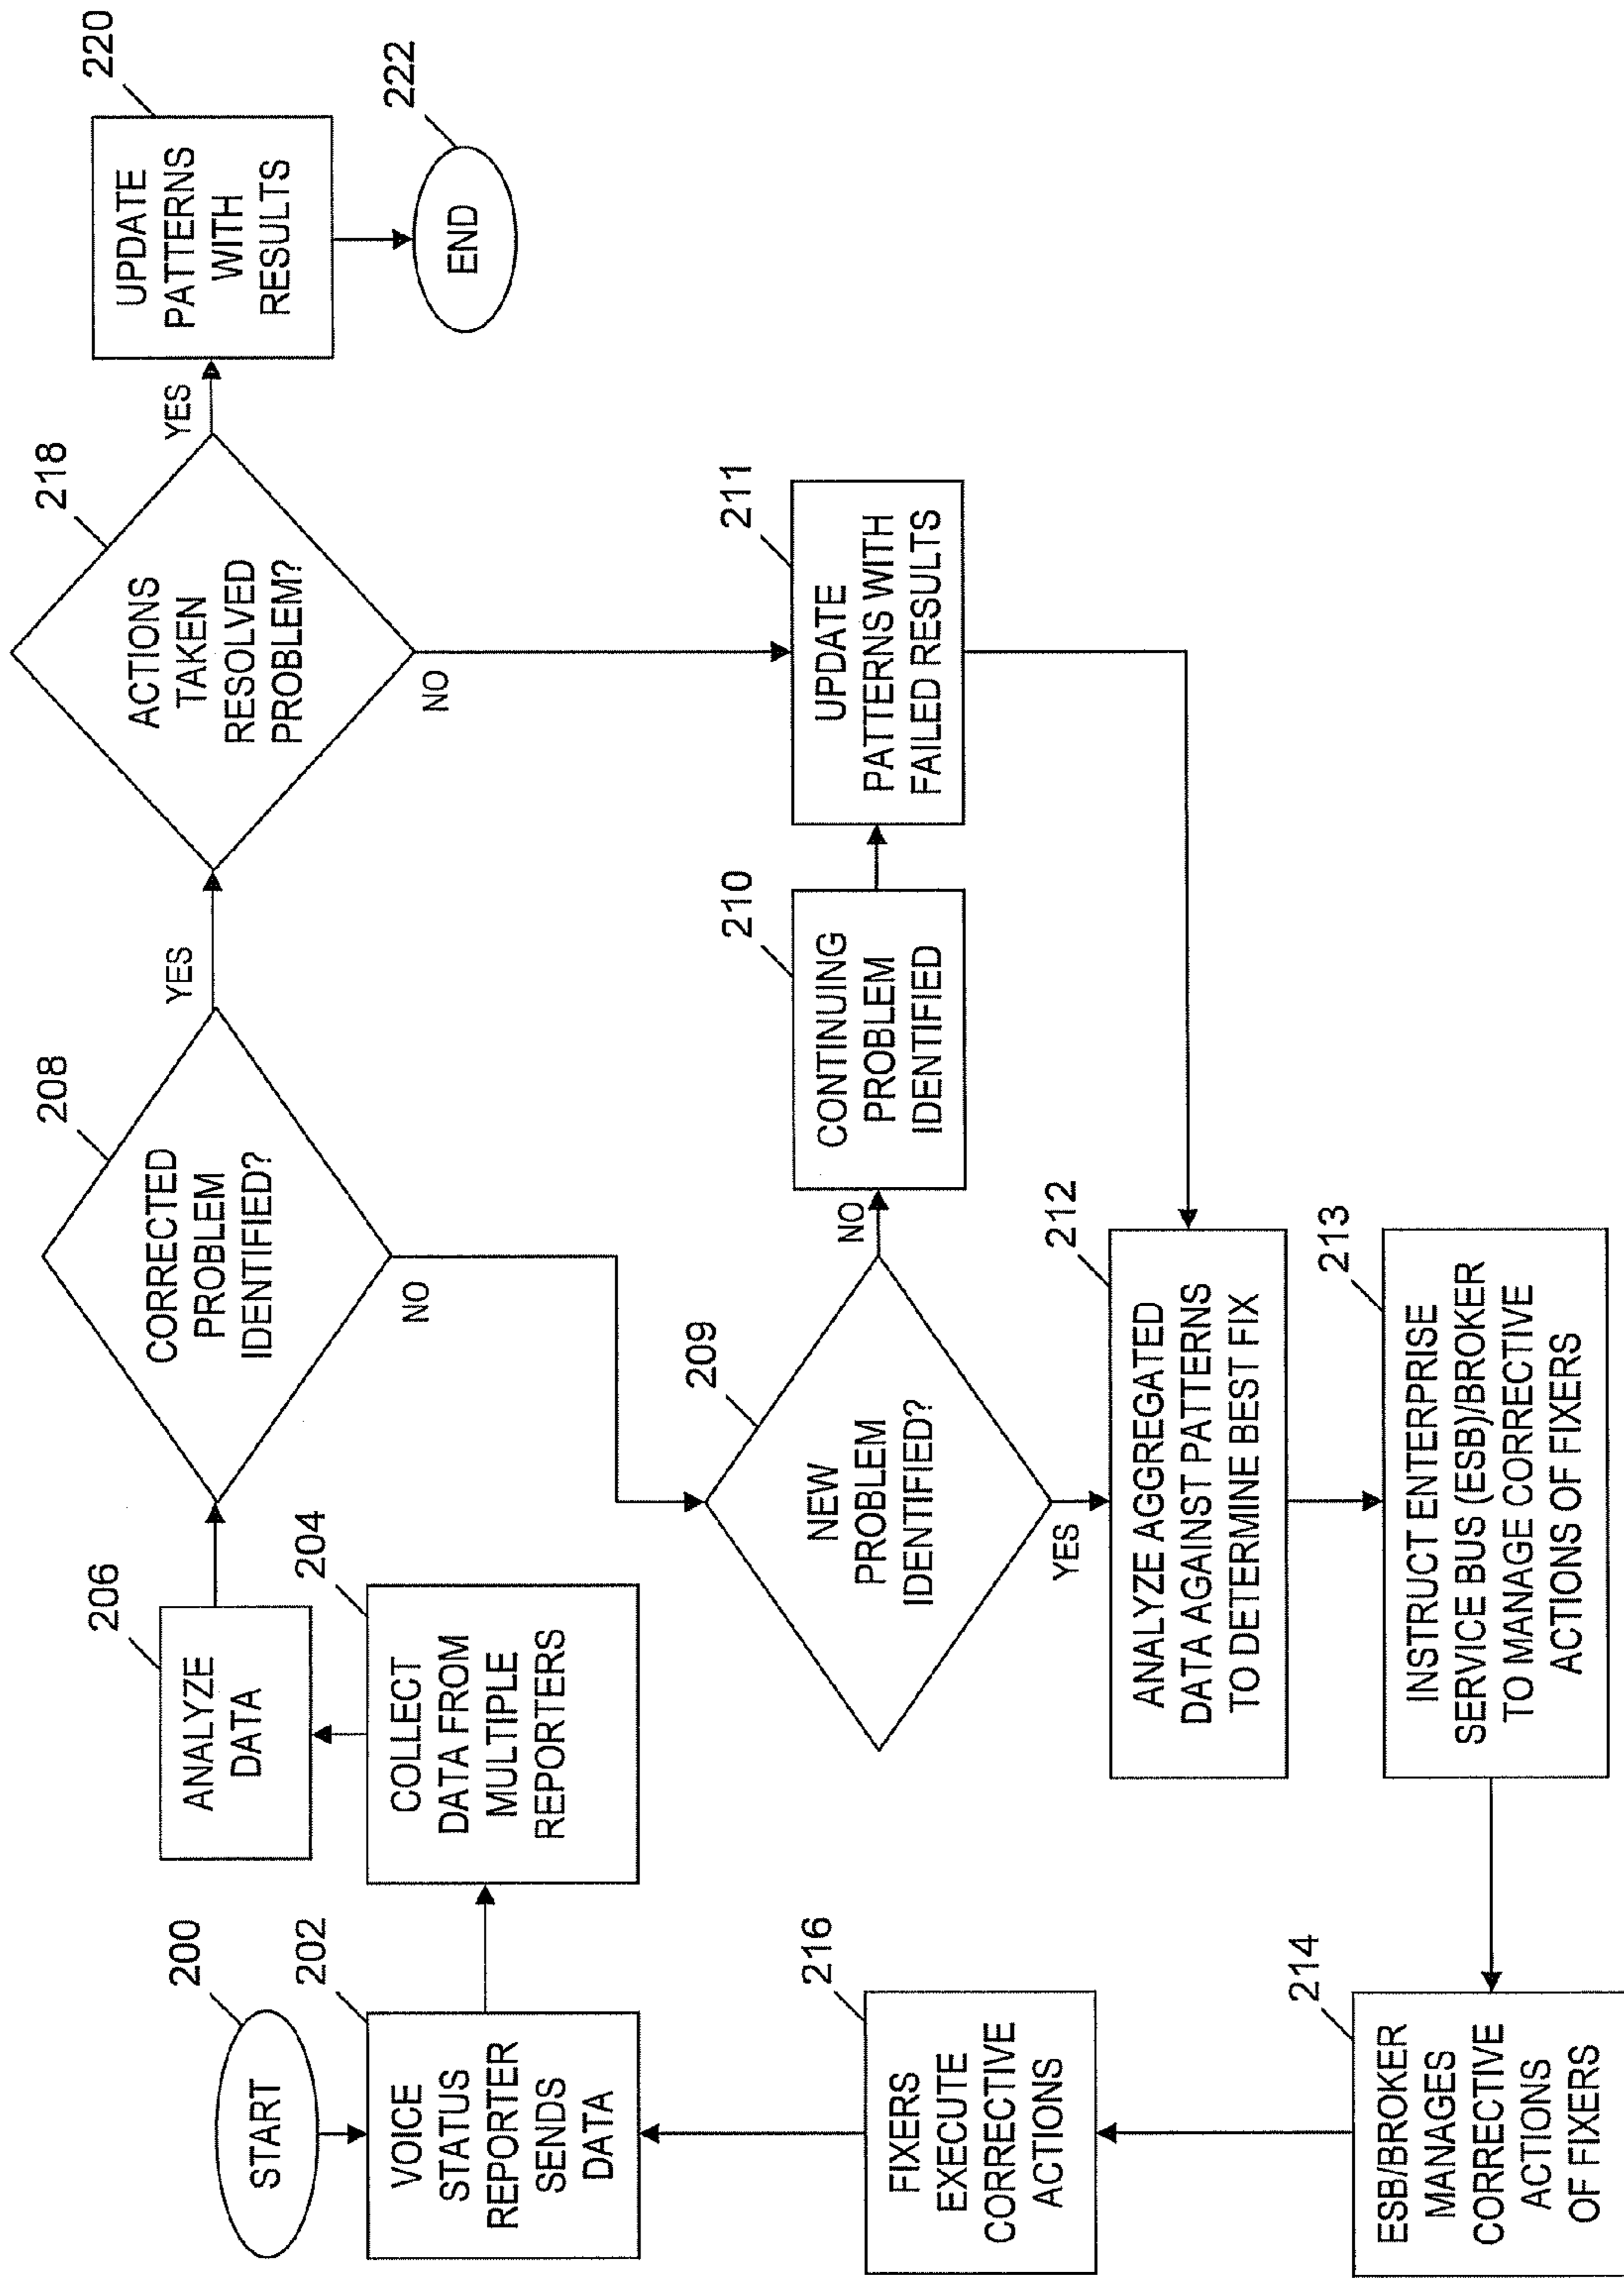 200
START
202
VOICE
STATUS
REPORTER
SENDS
DATA
204
COLLECT
DATA FROM
MULTIPLE
REPORTERS
206
ANALYZE
DATA
208
CORRECTED
PROBLEM
IDENTIFIED?
YES
NO
218
ACTIONS
TAKEN
RESOLVED
PROBLEM?
YES
NO
220
UPDATE
PATTERNS
WITH
RESULTS
222
END
209
NEW
PROBLEM
IDENTIFIED?
NO
YES
210
CONTINUING
PROBLEM
IDENTIFIED
211
UPDATE
PATTERNS WITH
FAILED RESULTS
212
ANALYZE AGGREGATED
DATA AGAINST PATTERNS
TO DETERMINE BEST FIX
213
INSTRUCT ENTERPRISE
SERVICE BUS (ESB)/BROKER
TO MANAGE CORRECTIVE
ACTIONS OF FIXERS
214
ESB/BROKER
MANAGES
CORRECTIVE
ACTIONS
OF FIXERS
216
FIXERS
EXECUTE
CORRECTIVE
ACTIONS